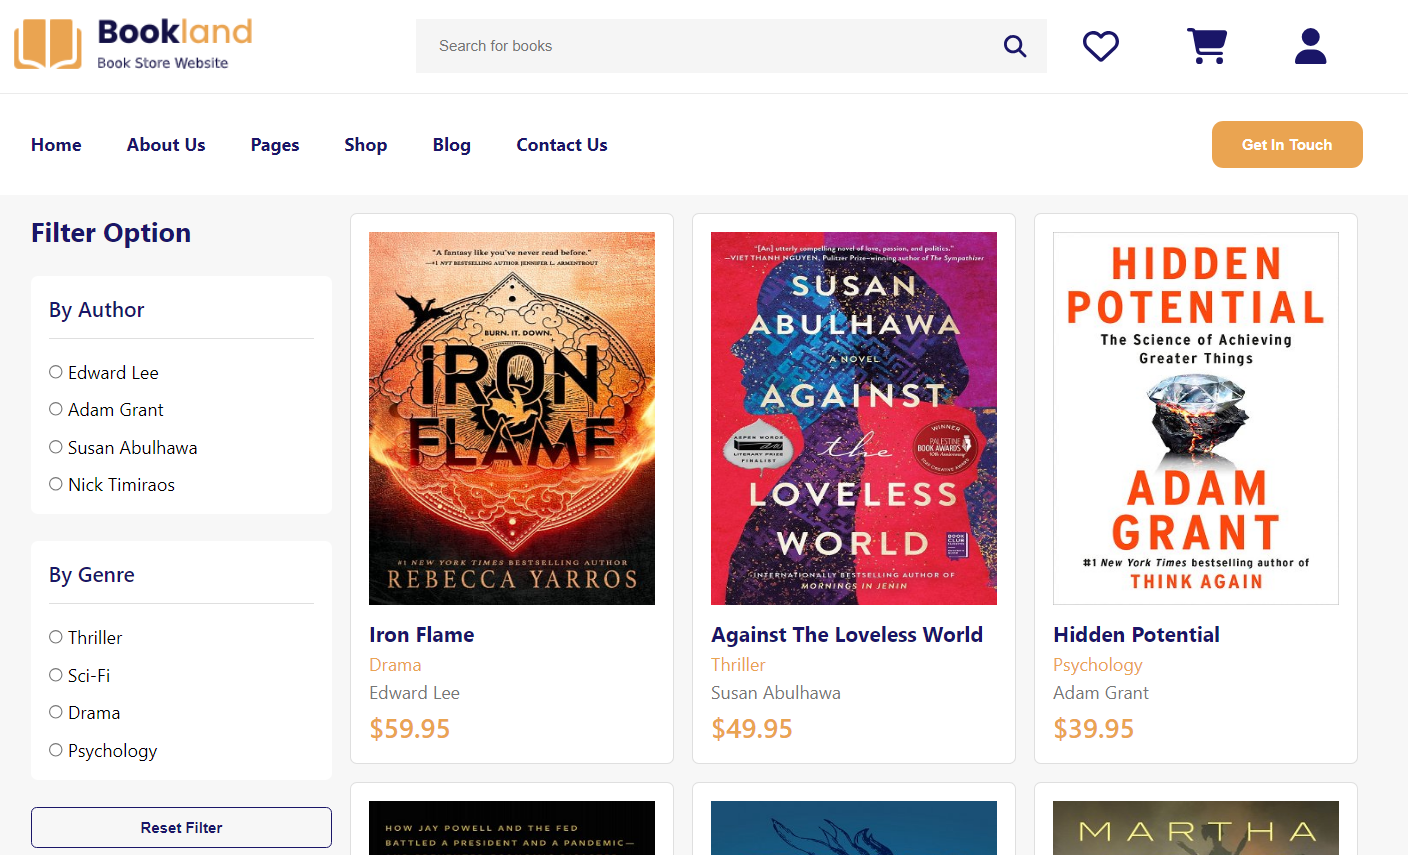 Bookland
Book Store Website
Search for books
Home
About Us
Pages
Shop
Blog
Contact Us
Get In Touch
Filter Option
By Author
Edward Lee
Adam Grant
Susan Abulhawa
Nick Timiraos
By Genre
Thriller
Sci-Fi
Drama
Psychology
Reset Filter
"A fantasy like you've never read before."
—#1 NYT BESTSELLING AUTHOR JENNIFER L. ARMENTROUT
BURN. IT. DOWN.
IRON
FLAME
#1 NEW YORK TIMES BESTSELLING AUTHOR
REBECCA YARROS
Iron Flame
Drama
Edward Lee
$59.95
"[An] utterly compelling novel of love, passion, and politics."
—VIET THANH NGUYEN, Pulitzer Prize–winning author of The Sympathizer
SUSAN
ABULHAWA
A NOVEL
AGAINST
the
LOVELESS
WORLD
ASPEN WORDS
LITERARY PRIZE
FINALIST
WINNER
PALESTINE
BOOK AWARDS
BOOK CLUB
INTERNATIONALLY BESTSELLING AUTHOR OF
MORNINGS IN JENIN
Against The Loveless World
Thriller
Susan Abulhawa
$49.95
HIDDEN
POTENTIAL
The Science of Achieving
Greater Things
ADAM
GRANT
#1 New York Times bestselling author of
THINK AGAIN
Hidden Potential
Psychology
Adam Grant
$39.95
HOW JAY POWELL AND THE FED
BATTLED A PRESIDENT AND A PANDEMIC—
MARTHA